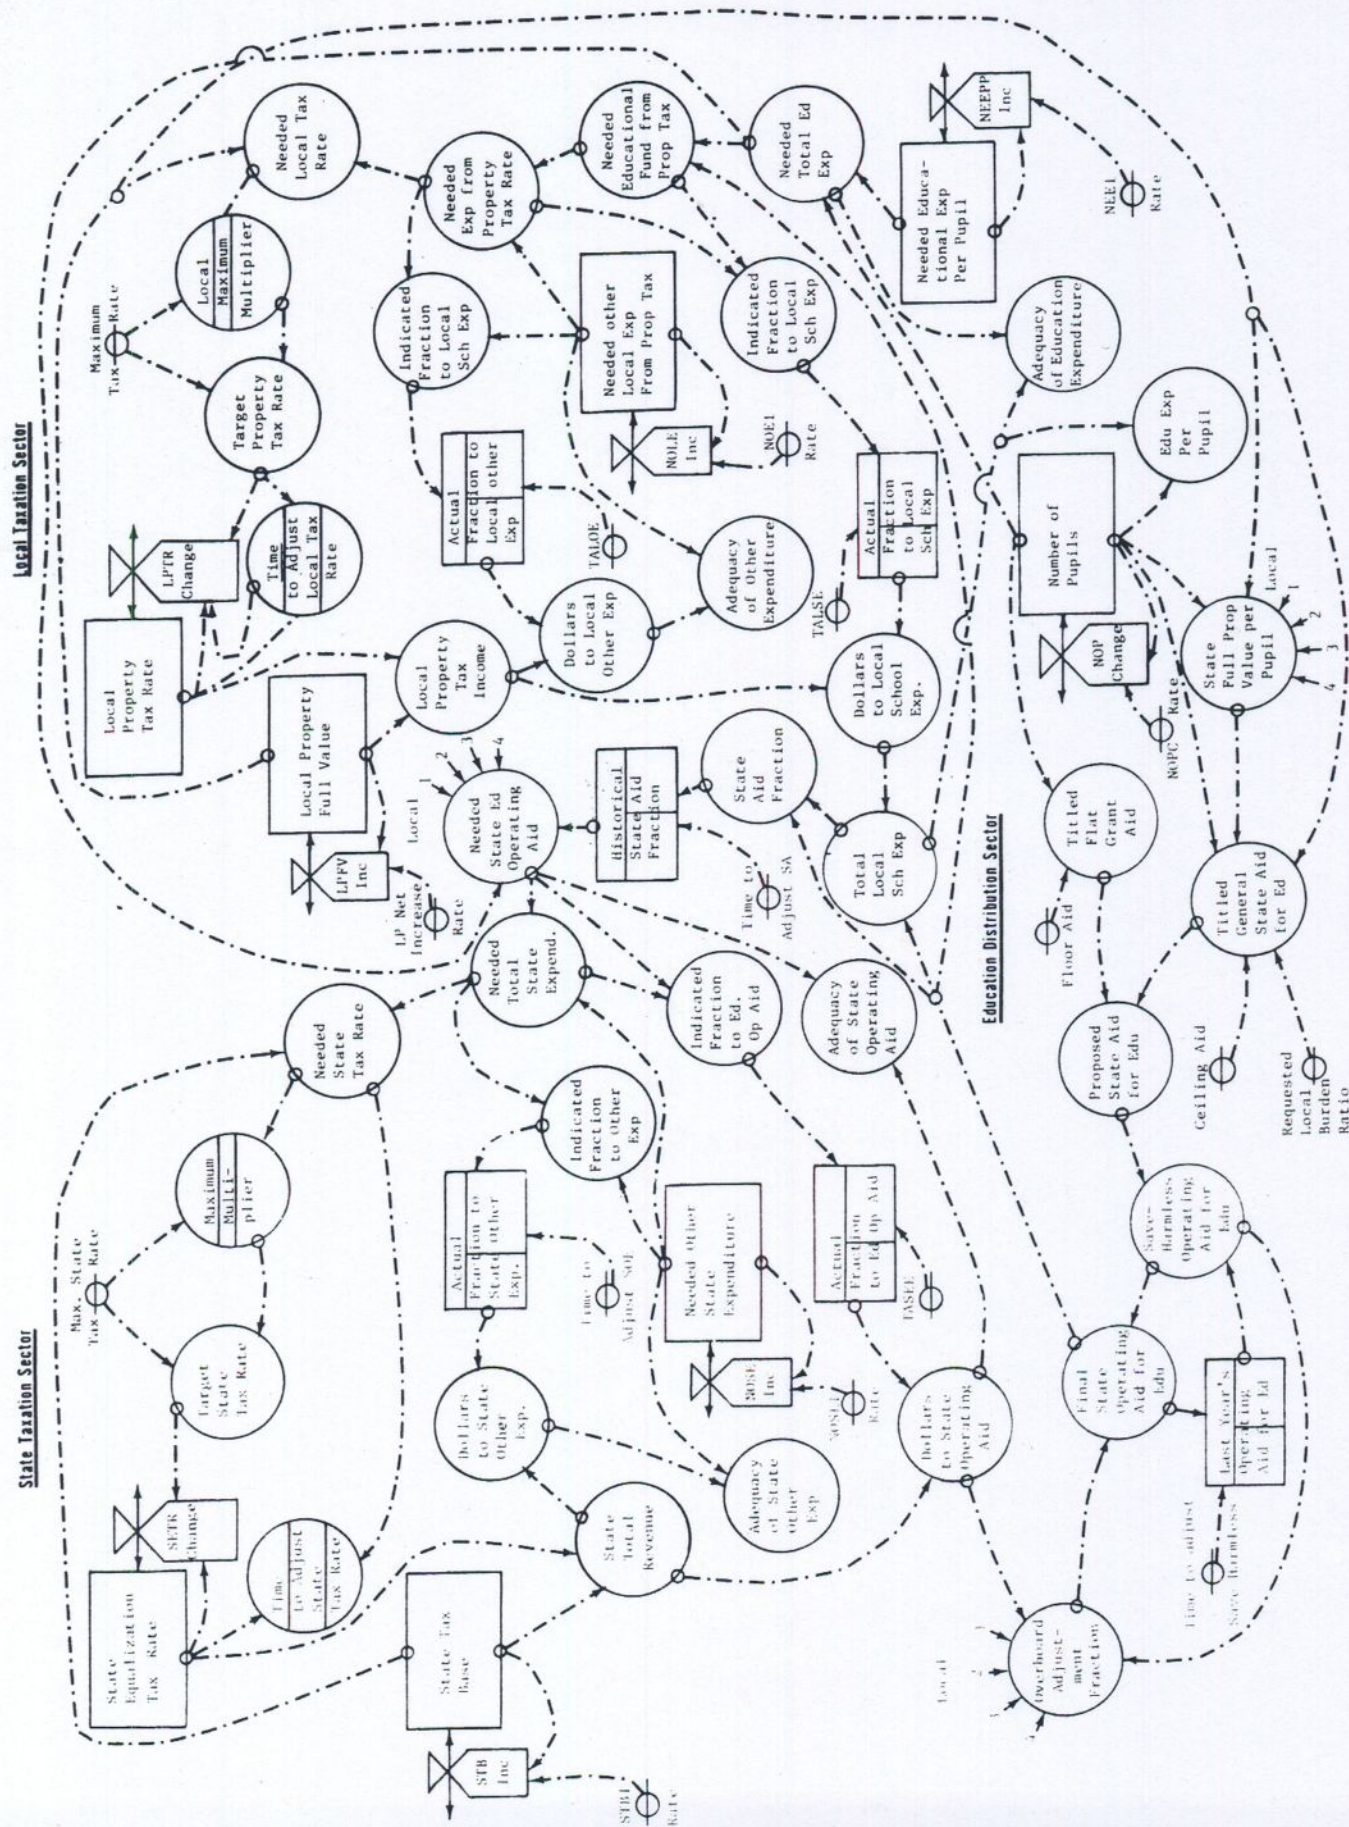 State Taxation Sector
Local Taxation Sector
Education Distribution Sector
State
Equalization
Tax Rate
SETR
Change
Time
to Adjust
State
Tax Rate
Target
State
Tax Rate
Max. State
Tax Rate
Maximum
Multi-
plier
Needed
State
Tax Rate
State Tax
Base
STB
Inc
STBI
Rate
State
Total
Revenue
Dollars
to State
Other
Exp.
Adequacy
of State
Other
Exp
Actual
Fraction to
State other
Exp.
Time to
Adjust SOE
Indicated
Fraction
to Other
Exp
Needed Other
State
Expenditure
NOSE
Inc
NOSEI
Rate
Needed
Total
State
Expend.
Indicated
Fraction
to Ed.
Op Aid
Actual
Fraction
to Ed Op Aid
TASEE
Dollars
to State
Operating
Aid
Adequacy
of State
Operating
Aid
Local
Property
Tax Rate
LPTR
Change
Time
to Adjust
Local Tax
Rate
Target
Property
Tax Rate
Maximum
Tax Rate
Local
Maximum
Multiplier
Needed
Local Tax
Rate
Local Property
Full Value
LPFV
Inc
LP Net
Increase
Rate
Local
Property
Tax
Income
Local
1
2
3
4
Needed
State Ed
Operating
Aid
Historical
State Aid
Fraction
Time to
Adjust SA
State
Aid
Fraction
Total
Local
Sch Exp
Dollars
to Local
School
Exp.
Dollars
to Local
Other Exp
Adequacy
of Other
Expenditure
Actual
Fraction to
Local other
Exp
TALOE
Indicated
Fraction
to Local
Sch Exp
Needed
Exp from
Property
Tax Rate
Needed other
Local Exp
From Prop Tax
NOLE
Inc
NOEI
Rate
Needed
Educational
Fund from
Prop Tax
Indicated
Fraction
to Local
Sch Exp
Actual
Fraction
to Local
Sch Exp
TALSE
Needed
Total Ed
Exp
Needed Educa-
tional Exp
Per Pupil
NEEPP
Inc
NEEI
Rate
Adequacy
of Education
Expenditure
Edu Exp
Per
Pupil
Number of
Pupils
NOP
Change
NOPC
Rate
State
Full Prop
Value per
Pupil
Local
1
2
3
4
Titled
Flat
Grant
Aid
Floor Aid
Titled
General
State Aid
for Ed
Ceiling Aid
Requested
Local
Burden
Ratio
Proposed
State Aid
for Edu
Save-
Harmless
Operating
Aid for
Edu
Final
State
Operating
Aid for
Edu
Last Year's
Operating
Aid for Ed
Time to adjust
Save Harmless
Overboard
Adjust-
ment
Fraction
Local
3
2